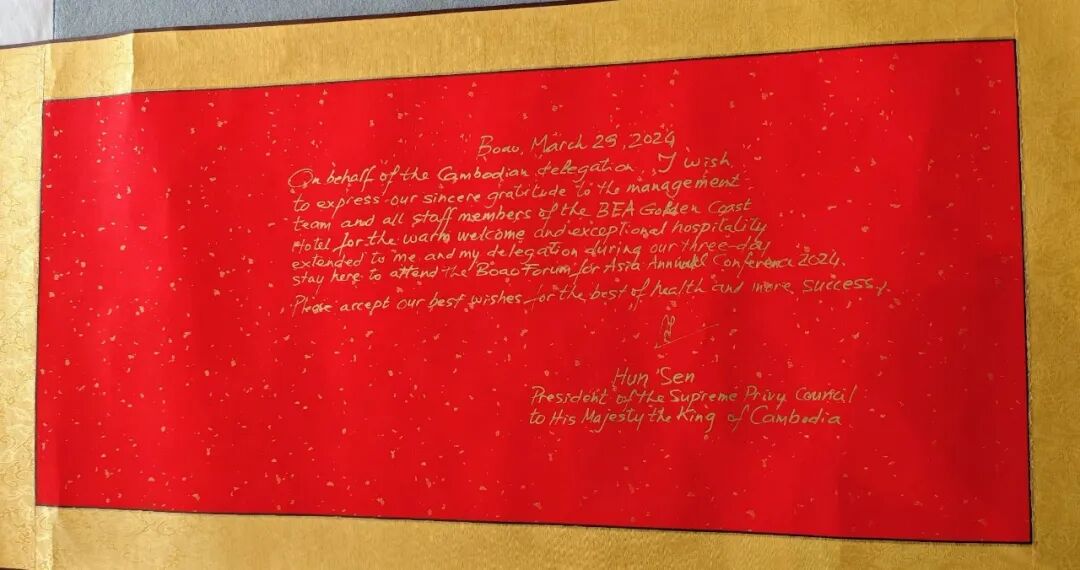 Boao, March 29, 2024
On behalf of the Cambodian delegation, I wish
to express our sincere gratitude to the management
team and all staff members of the BEA Golden Coast
Hotel for the warm welcome and exceptional hospitality
extended to me and my delegation during our three-day
stay here to attend the Boao Forum for Asia Annual Conference 2024.
Please accept our best wishes for the best of health and more success.
Hun Sen
President of the Supreme Privy Council
to His Majesty the King of Cambodia